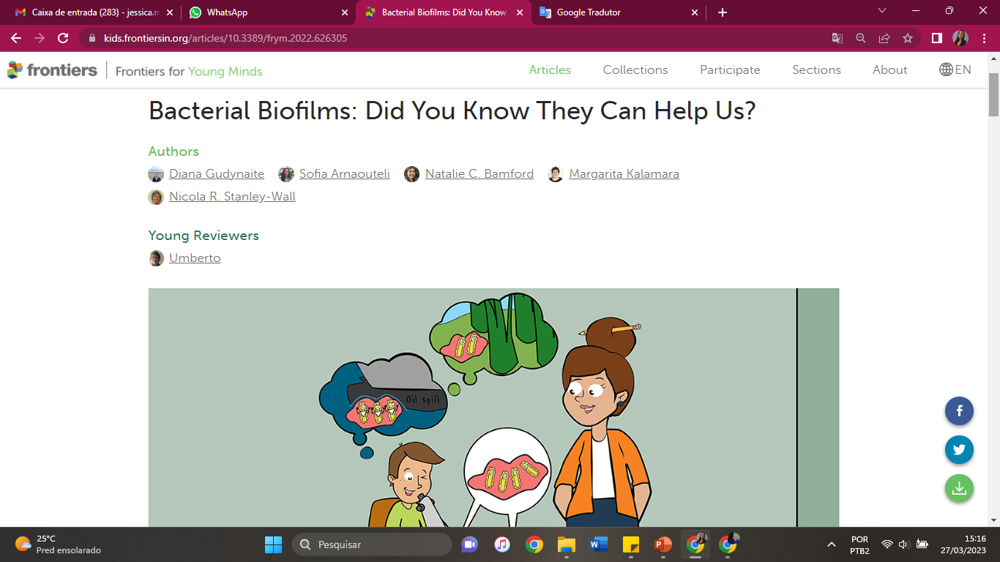 Caixa de entrada (283) - jessica.r
WhatsApp
Bacterial Biofilms: Did You Know
Google Tradutor
kids.frontiersin.org/articles/10.3389/frym.2022.626305
frontiers
Frontiers for Young Minds
Articles
Collections
Participate
Sections
About
EN
Bacterial Biofilms: Did You Know They Can Help Us?
Authors
Diana Gudynaite Sofia Arnaouteli Natalie C. Bamford Margarita Kalamara
Nicola R. Stanley-Wall
Young Reviewers
Umberto
Oil spill
25°C
Pred ensolarado
Pesquisar
POR
PTB2
15:16
27/03/2023